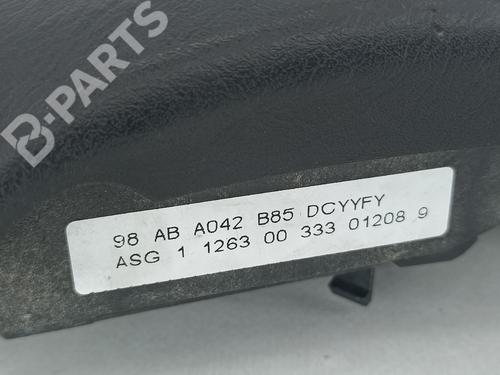 B-PARTS
98 AB A042 B85 DCYYFY
ASG 1 1263 00 333 01208 9